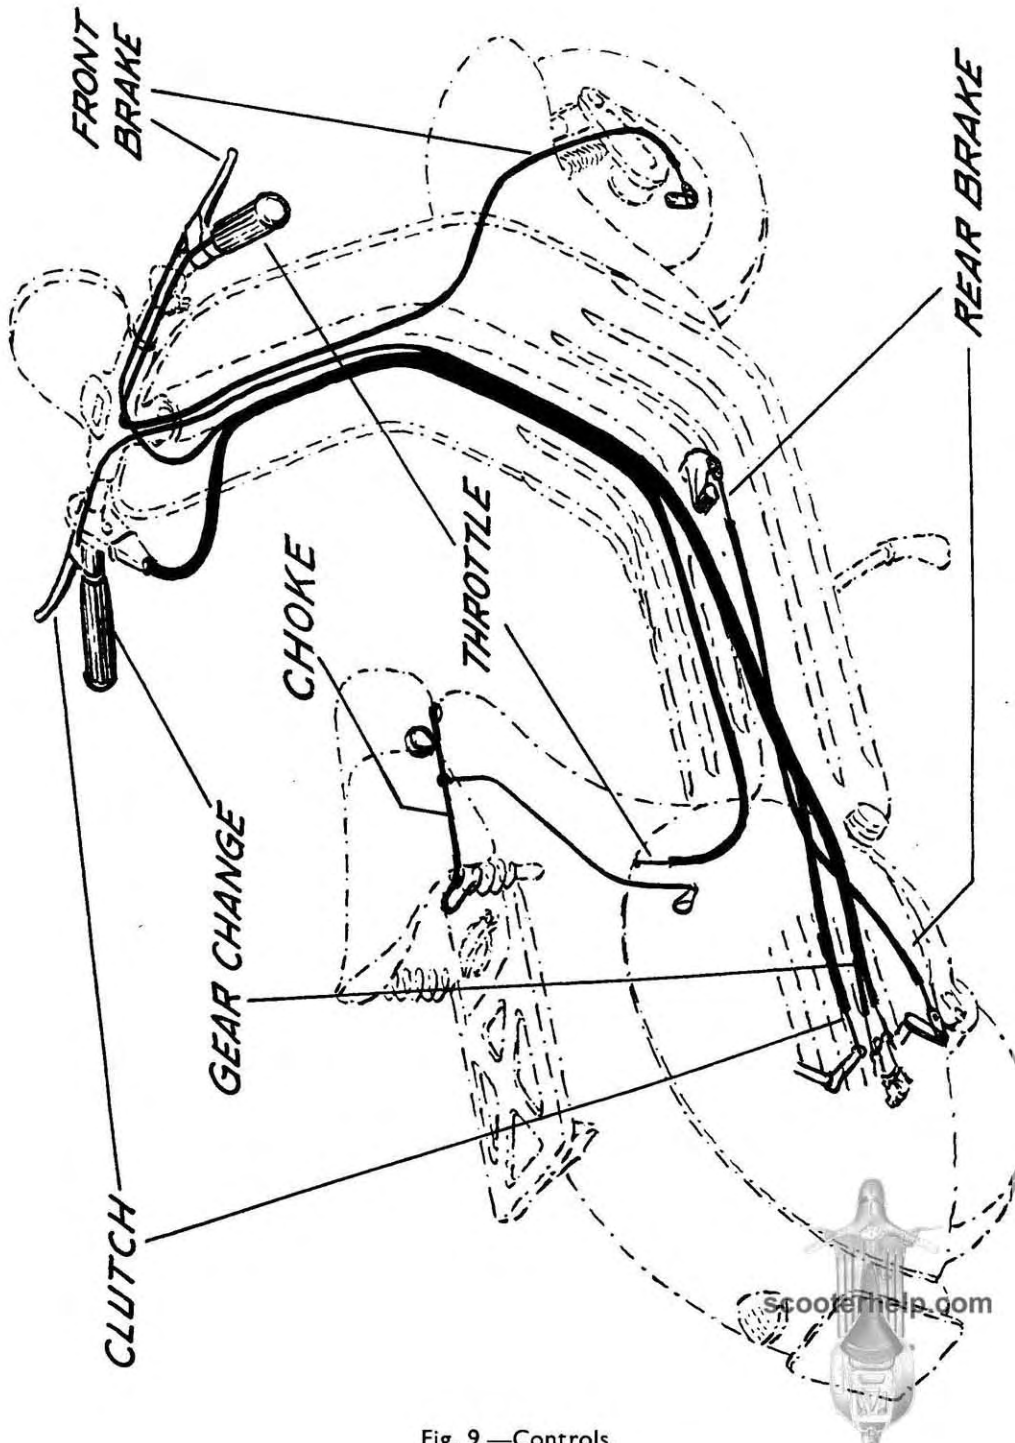 FRONT
BRAKE
REAR BRAKE
CHOKE
THROTTLE
GEAR CHANGE
CLUTCH
scooterhelp.com
Fig. 9.—Controls